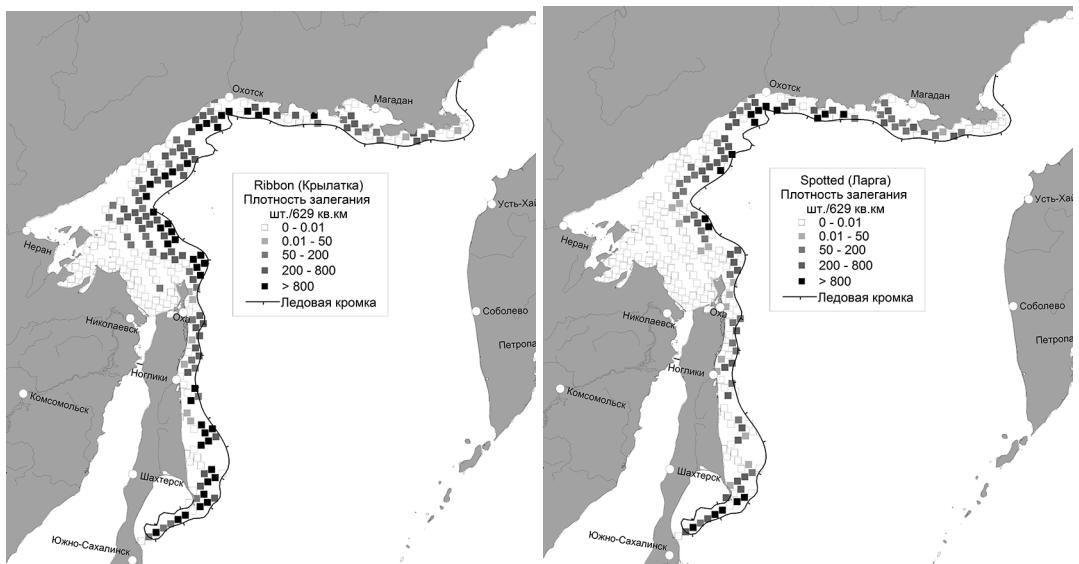 Охотск
Магадан
Ribbon (Крылатка)
Плотность залегания
шт./629 кв.км
0 - 0.01
0.01 - 50
50 - 200
200 - 800
> 800
Ледовая кромка
Усть-Хай
Неран
Оха
Николаевск
Соболево
Петропа
Ноглики
Комсомольск
Шахтерск
Южно-Сахалинск
Охотск
Магадан
Spotted (Ларга)
Плотность залегания
шт./629 кв.км
0 - 0.01
0.01 - 50
50 - 200
200 - 800
> 800
Ледовая кромка
Усть-Хай
Неран
Оха
Николаевск
Соболево
Петропа
Ноглики
Комсомольск
Шахтерск
Южно-Сахалинск